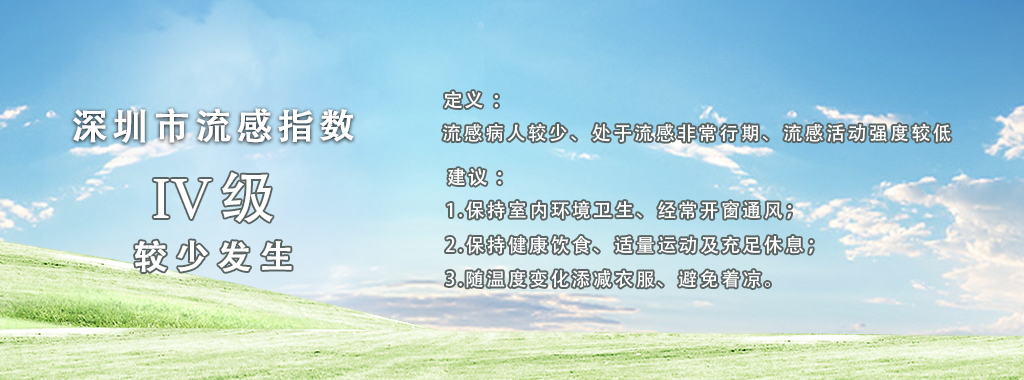 深圳市流感指数
IV级
较少发生
定义：
流感病人较少、处于流感非常行期、流感活动强度较低
建议：
1.保持室内环境卫生、经常开窗通风；
2.保持健康饮食、适量运动及充足休息；
3.随温度变化添减衣服、避免着凉。